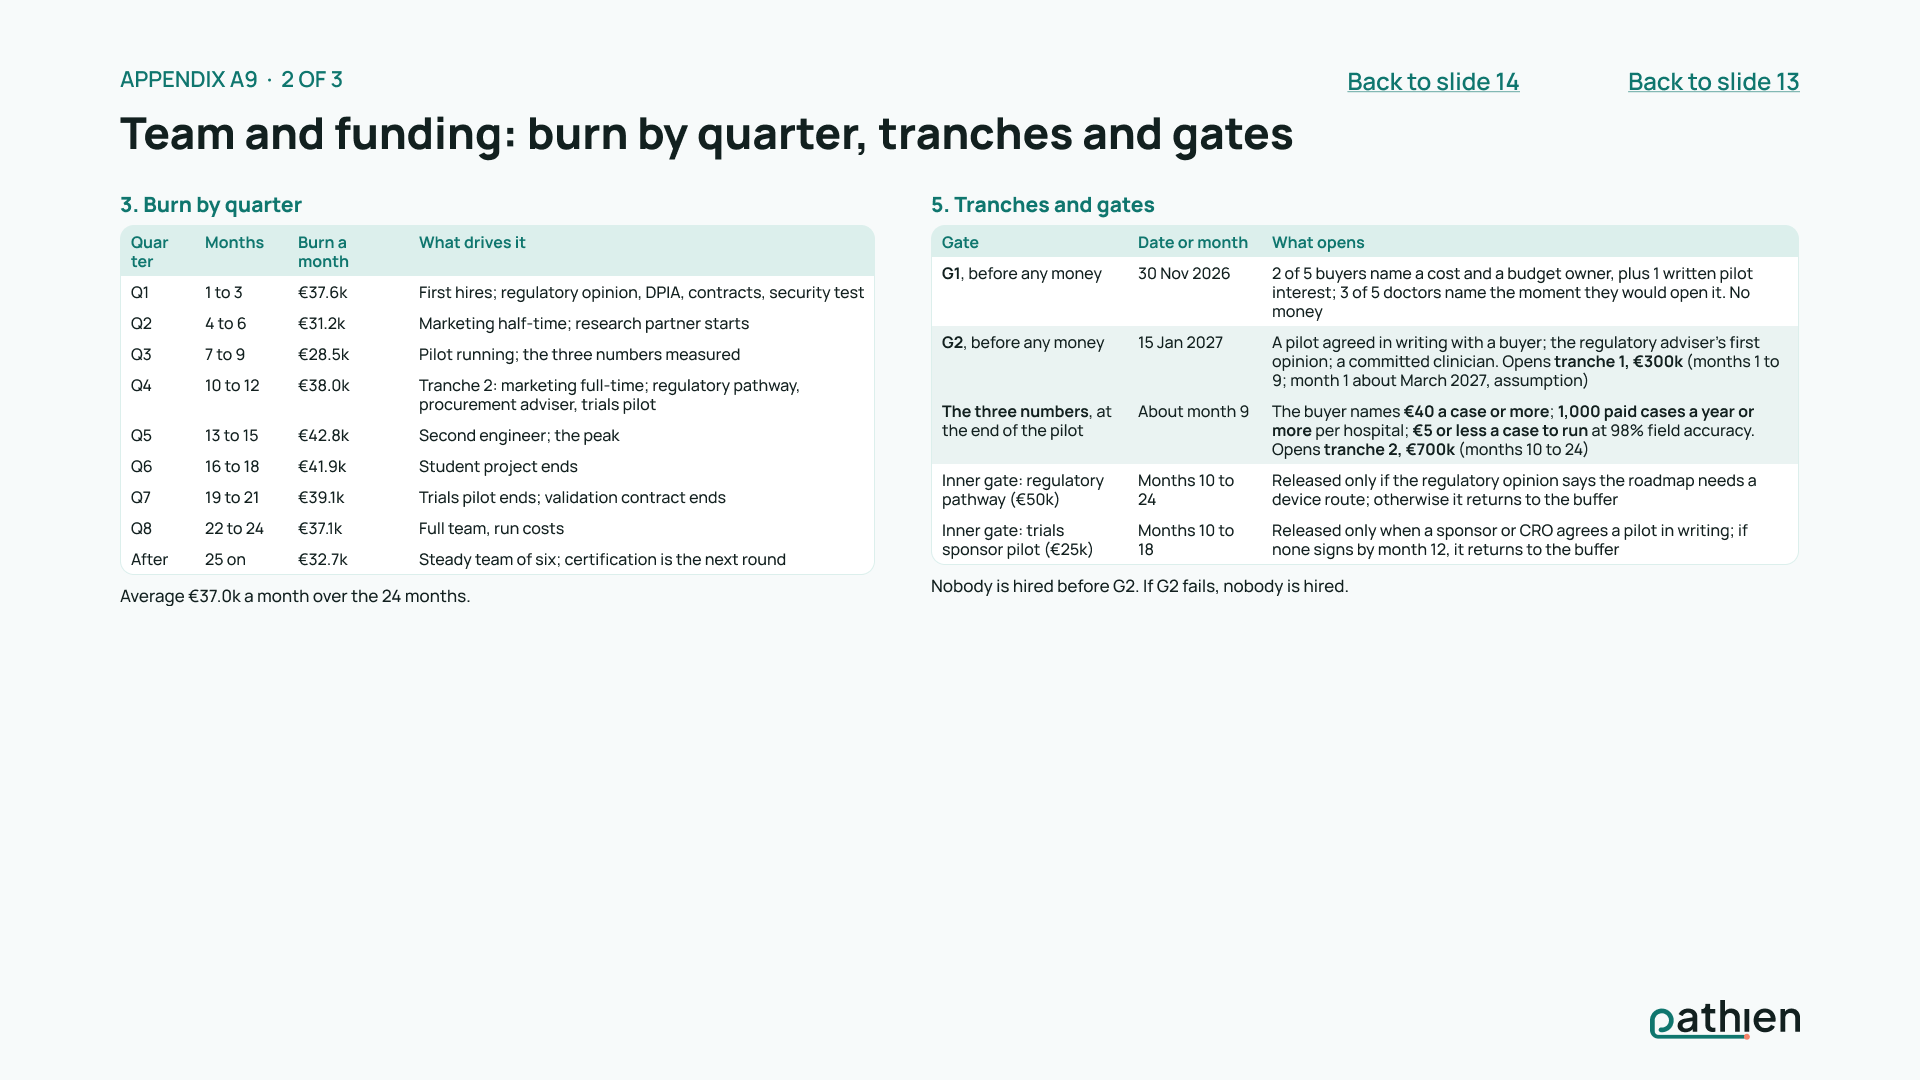 APPENDIX A9 · 2 OF 3
Back to slide 14
Back to slide 13
Team and funding: burn by quarter, tranches and gates
3. Burn by quarter
Quar
ter
Months
Burn a
month
What drives it
Q1 1 to 3 €37.6k First hires; regulatory opinion, DPIA, contracts, security test
Q2 4 to 6 €31.2k Marketing half-time; research partner starts
Q3 7 to 9 €28.5k Pilot running; the three numbers measured
Q4 10 to 12 €38.0k Tranche 2: marketing full-time; regulatory pathway,
procurement adviser, trials pilot
Q5 13 to 15 €42.8k Second engineer; the peak
Q6 16 to 18 €41.9k Student project ends
Q7 19 to 21 €39.1k Trials pilot ends; validation contract ends
Q8 22 to 24 €37.1k Full team, run costs
After 25 on €32.7k Steady team of six; certification is the next round
Average €37.0k a month over the 24 months.
5. Tranches and gates
Gate Date or month What opens
G1, before any money 30 Nov 2026 2 of 5 buyers name a cost and a budget owner, plus 1 written pilot
interest; 3 of 5 doctors name the moment they would open it. No
money
G2, before any money 15 Jan 2027 A pilot agreed in writing with a buyer; the regulatory adviser's first
opinion; a committed clinician. Opens tranche 1, €300k (months 1 to
9; month 1 about March 2027, assumption)
The three numbers, at About month 9 The buyer names €40 a case or more; 1,000 paid cases a year or
the end of the pilot more per hospital; €5 or less a case to run at 98% field accuracy.
Opens tranche 2, €700k (months 10 to 24)
Inner gate: regulatory Months 10 to Released only if the regulatory opinion says the roadmap needs a
pathway (€50k) 24 device route; otherwise it returns to the buffer
Inner gate: trials Months 10 to Released only when a sponsor or CRO agrees a pilot in writing; if
sponsor pilot (€25k) 18 none signs by month 12, it returns to the buffer
Nobody is hired before G2. If G2 fails, nobody is hired.
pathien